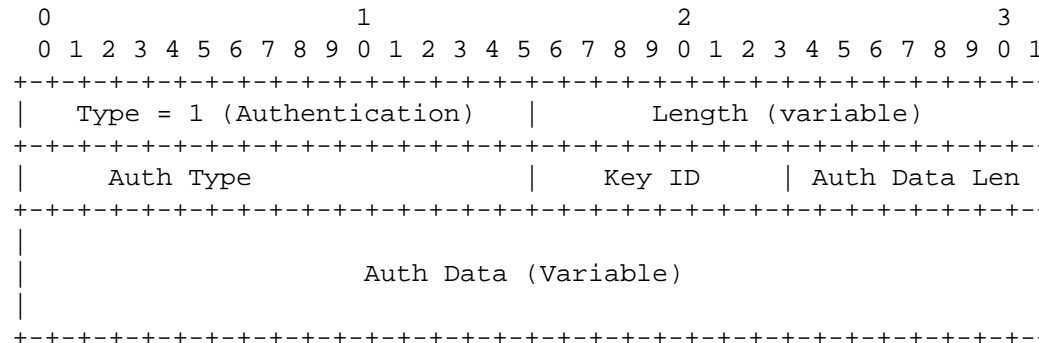 0                   1                   2                   3
 0 1 2 3 4 5 6 7 8 9 0 1 2 3 4 5 6 7 8 9 0 1 2 3 4 5 6 7 8 9 0 1
+-+-+-+-+-+-+-+-+-+-+-+-+-+-+-+-+-+-+-+-+-+-+-+-+-+-+-+-+-+-+-+-
|   Type = 1 (Authentication)   |       Length (variable)
+-+-+-+-+-+-+-+-+-+-+-+-+-+-+-+-+-+-+-+-+-+-+-+-+-+-+-+-+-+-+-+-
|     Auth Type                 |    Key ID     | Auth Data Len
+-+-+-+-+-+-+-+-+-+-+-+-+-+-+-+-+-+-+-+-+-+-+-+-+-+-+-+-+-+-+-+-
|
|                     Auth Data (Variable)
|
+-+-+-+-+-+-+-+-+-+-+-+-+-+-+-+-+-+-+-+-+-+-+-+-+-+-+-+-+-+-+-+-